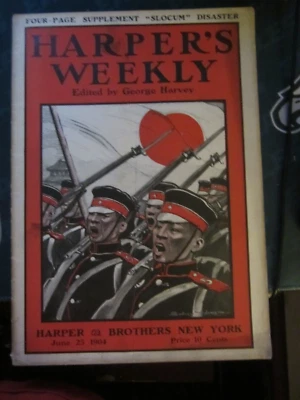 FOUR-PAGE SUPPLEMENT "SLOCUM" DISASTER
HARPER'S
WEEKLY
Edited by George Harvey
HARPER & BROTHERS NEW YORK
June 25 1904 Price 10 Cents